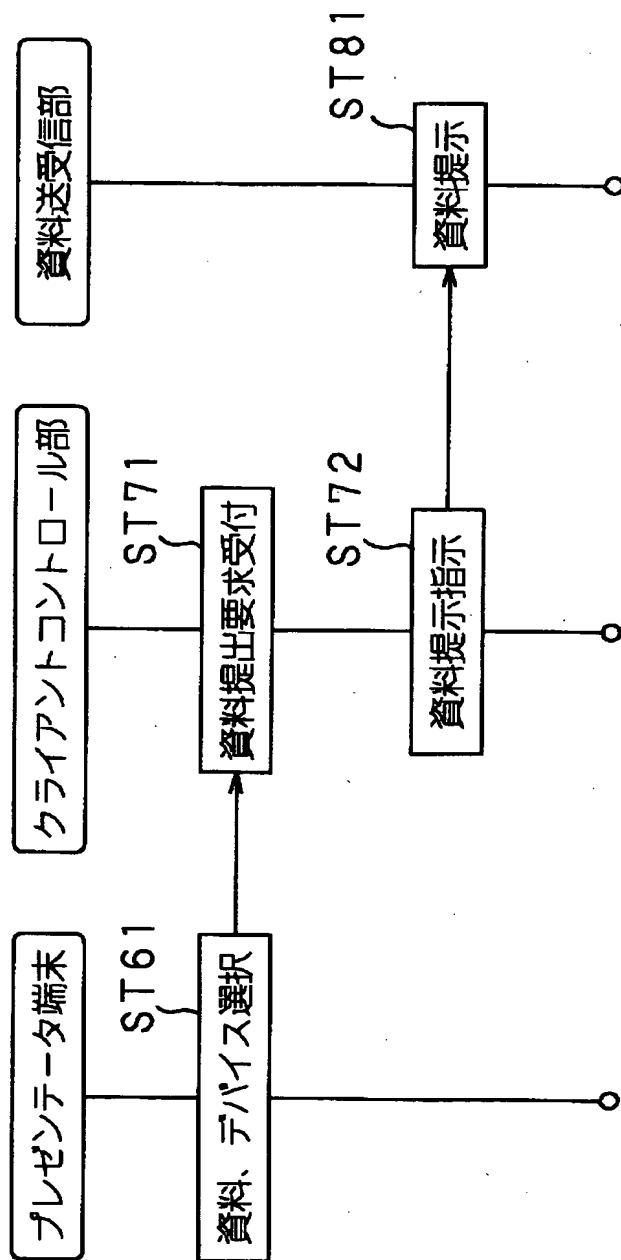 プレゼンテータ端末
ST61
資料、デバイス選択
クライアントコントロール部
ST71
資料提出要求受付
ST72
資料提示指示
資料送受信部
ST81
資料提示